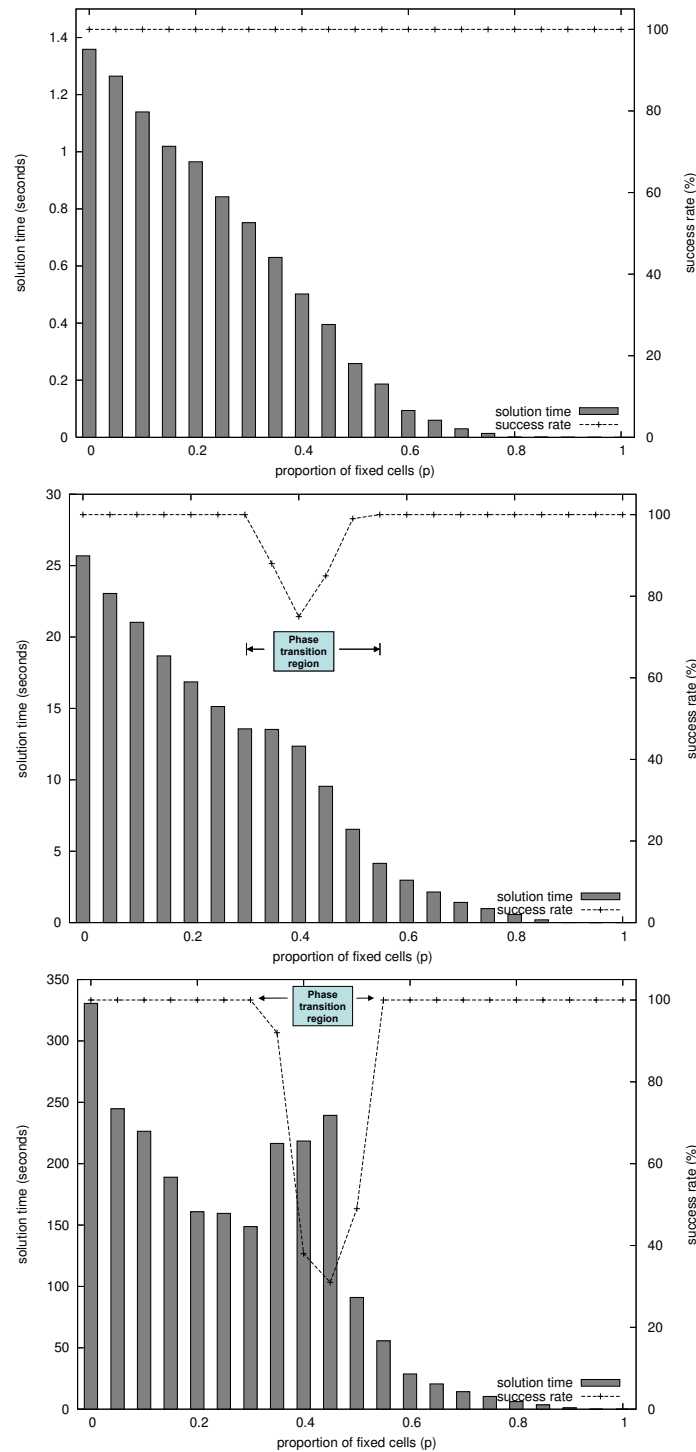 1.4
1.2
1
0.8
0.6
0.4
0.2
0
100
80
60
40
20
0
solution time (seconds)
success rate (%)
solution time
success rate
0 0.2 0.4 0.6 0.8 1
proportion of fixed cells (p)
30
25
20
15
10
5
0
100
80
60
40
20
0
solution time (seconds)
success rate (%)
Phase
transition
region
solution time
success rate
0 0.2 0.4 0.6 0.8 1
proportion of fixed cells (p)
350
300
250
200
150
100
50
0
100
80
60
40
20
0
solution time (seconds)
success rate (%)
Phase
transition
region
solution time
success rate
0 0.2 0.4 0.6 0.8 1
proportion of fixed cells (p)